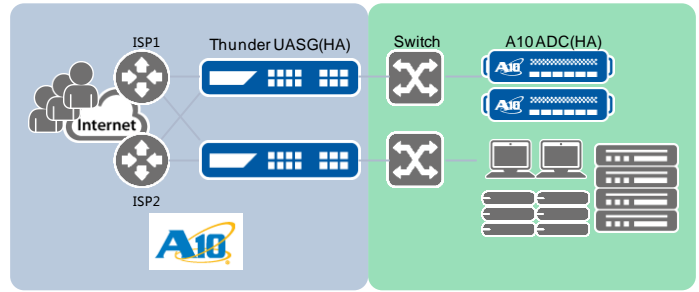 ISP1
Thunder UASG(HA)
Switch
A10 ADC(HA)
A10
A10
Internet
ISP2
A10